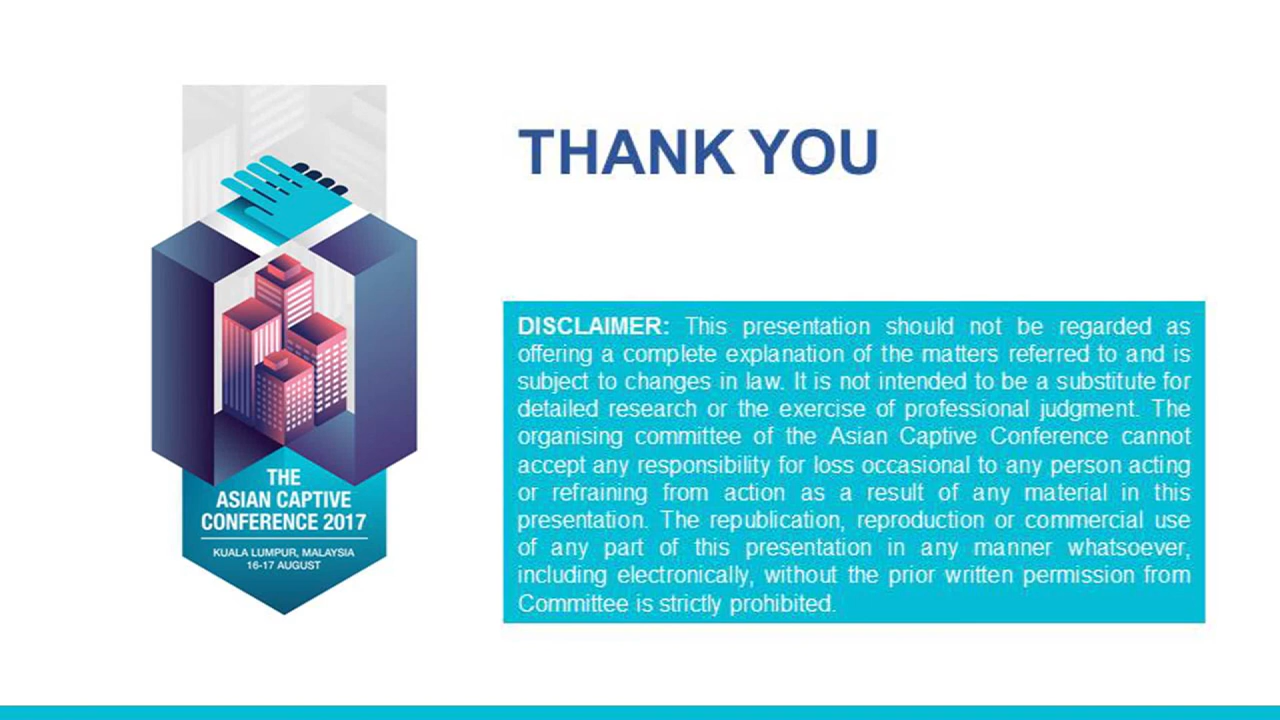 THANK YOU
DISCLAIMER: This presentation should not be regarded as
offering a complete explanation of the matters referred to and is
subject to changes in law. It is not intended to be a substitute for
detailed research or the exercise of professional judgment. The
organising committee of the Asian Captive Conference cannot
accept any responsibility for loss occasional to any person acting
or refraining from action as a result of any material in this
presentation. The republication, reproduction or commercial use
of any part of this presentation in any manner whatsoever,
including electronically, without the prior written permission from
Committee is strictly prohibited.
THE
ASIAN CAPTIVE
CONFERENCE 2017
KUALA LUMPUR, MALAYSIA
16-17 AUGUST